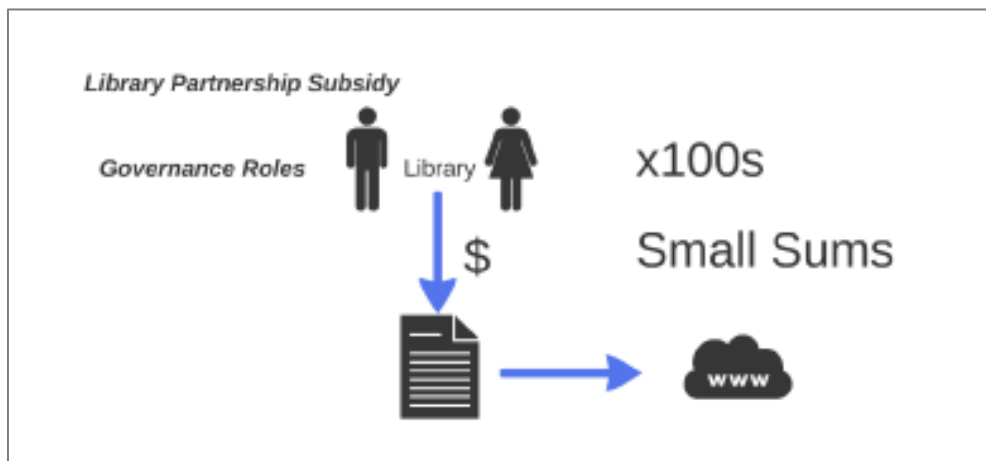 Library Partnership Subsidy
Governance Roles
Library
x100s
$
Small Sums
www